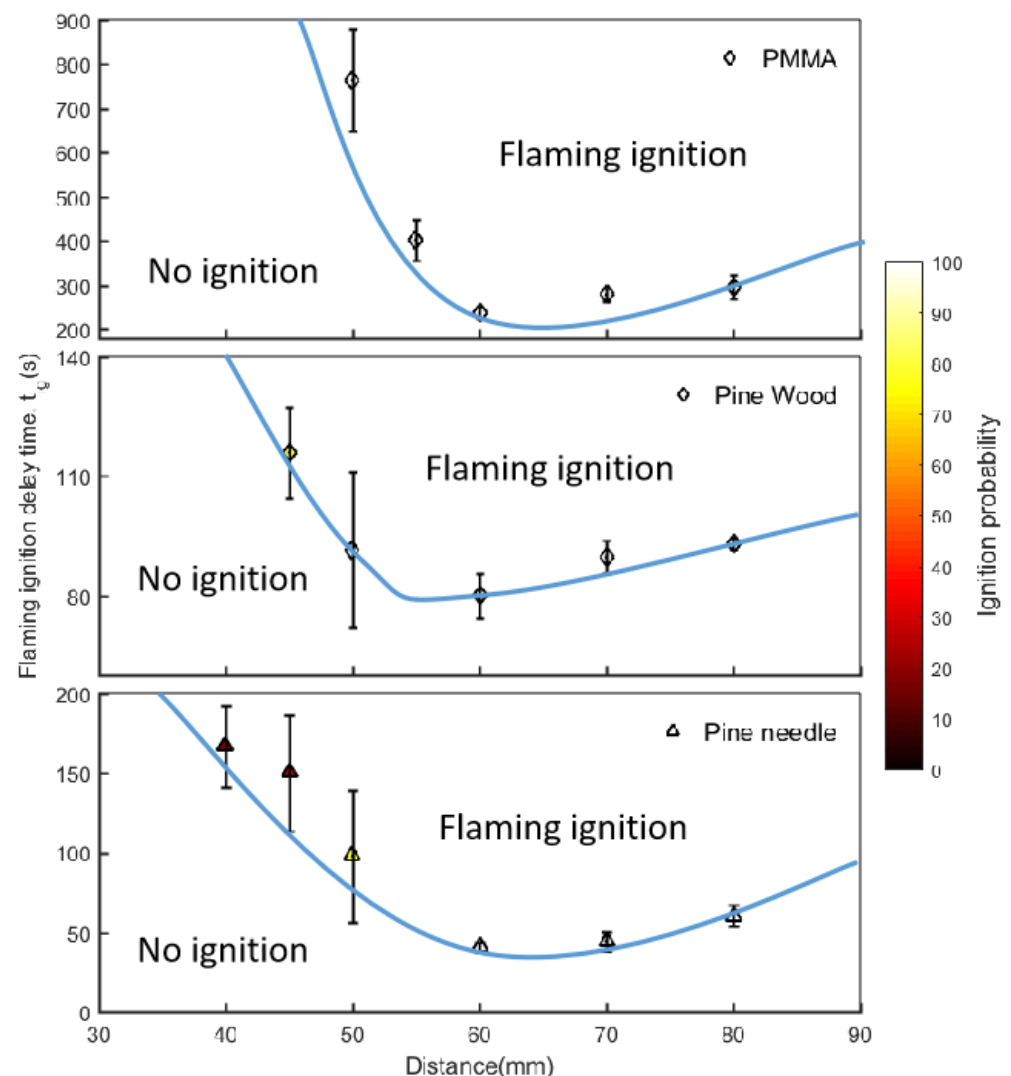 900
PMMA
800
700
Flaming ignition
600
500
400
No ignition
300
200
Flaming ignition delay time. t_ig(s)
140
Pine Wood
110
Flaming ignition
No ignition
80
200
Pine needle
150
Flaming ignition
100
50
No ignition
0
30 40 50 60 70 80 90
Distance(mm)
100
90
80
70
60
50
40
30
20
10
0
Ignition probability